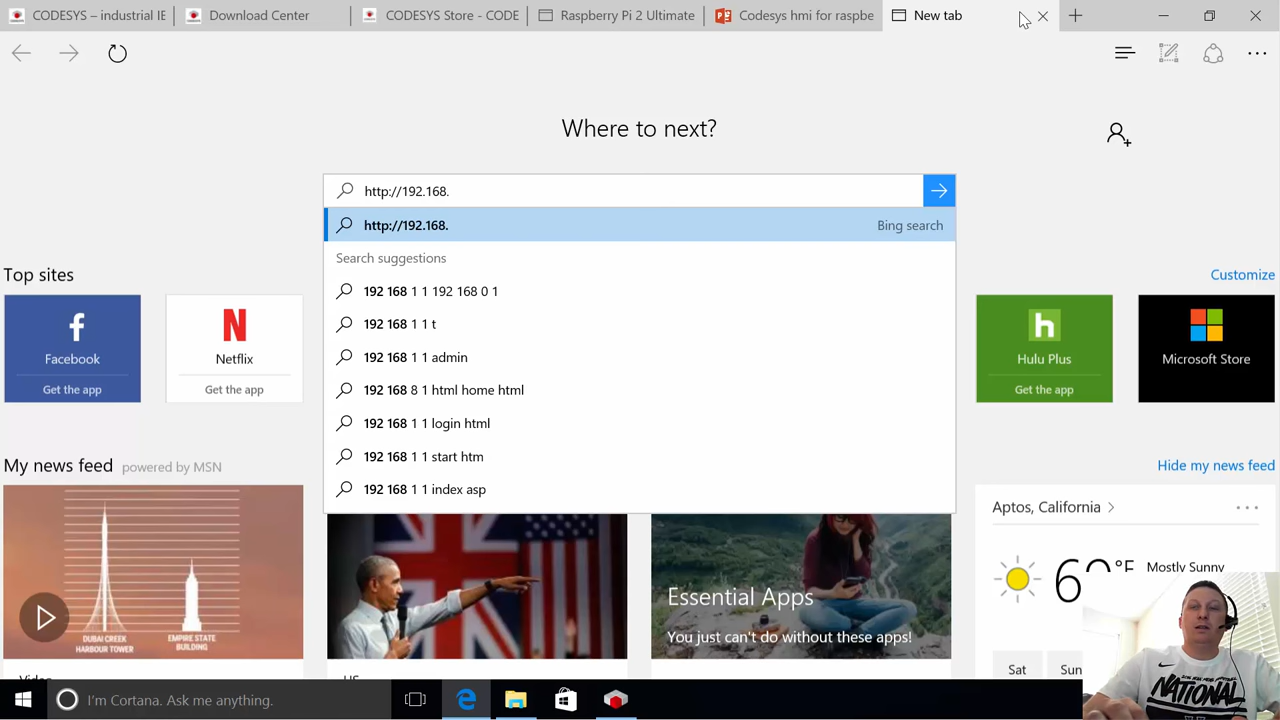 CODESYS – industrial IE
Download Center
CODESYS Store - CODE
Raspberry Pi 2 Ultimate
Codesys hmi for raspbe
New tab
Where to next?
http://192.168.
http://192.168.
Bing search
Search suggestions
192 168 1 1 192 168 0 1
192 168 1 1 t
192 168 1 1 admin
192 168 8 1 html home html
192 168 1 1 login html
192 168 1 1 start htm
192 168 1 1 index asp
Top sites
Customize
Facebook
Get the app
Netflix
Get the app
Hulu Plus
Get the app
Microsoft Store
My news feed
powered by MSN
Hide my news feed
DUBAI CREEK
HARBOUR TOWER
EMPIRE STATE
BUILDING
Essential Apps
You just can't do without these apps!
Aptos, California
°F
Mostly Sunny
Sat
Sun
Video
US
I'm Cortana. Ask me anything.
NATIONAL